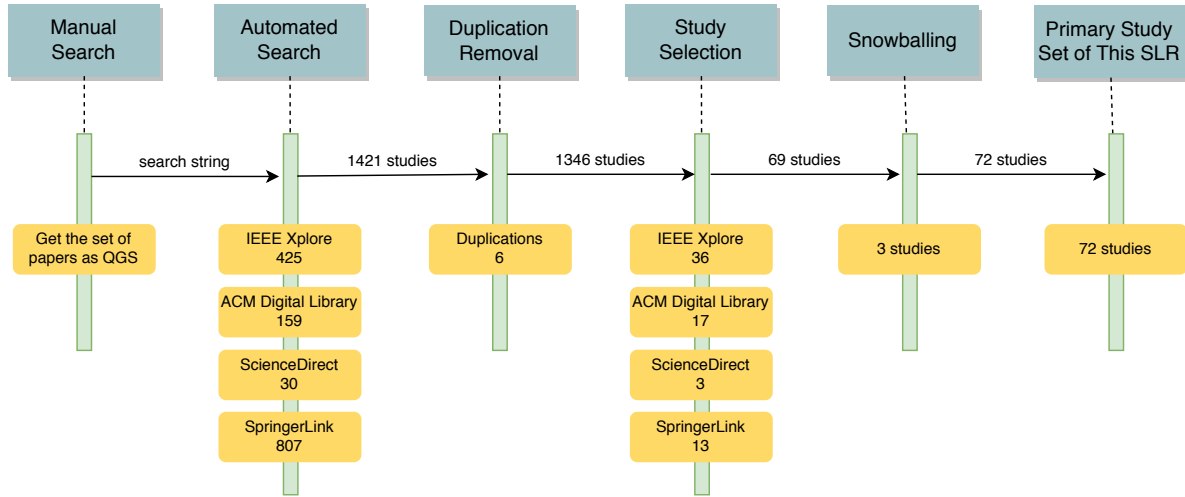 Manual
Search
Automated
Search
Duplication
Removal
Study
Selection
Snowballing
Primary Study
Set of This SLR
search string
1421 studies
1346 studies
69 studies
72 studies
Get the set of
papers as QGS
IEEE Xplore
425
ACM Digital Library
159
ScienceDirect
30
SpringerLink
807
Duplications
6
IEEE Xplore
36
ACM Digital Library
17
ScienceDirect
3
SpringerLink
13
3 studies
72 studies